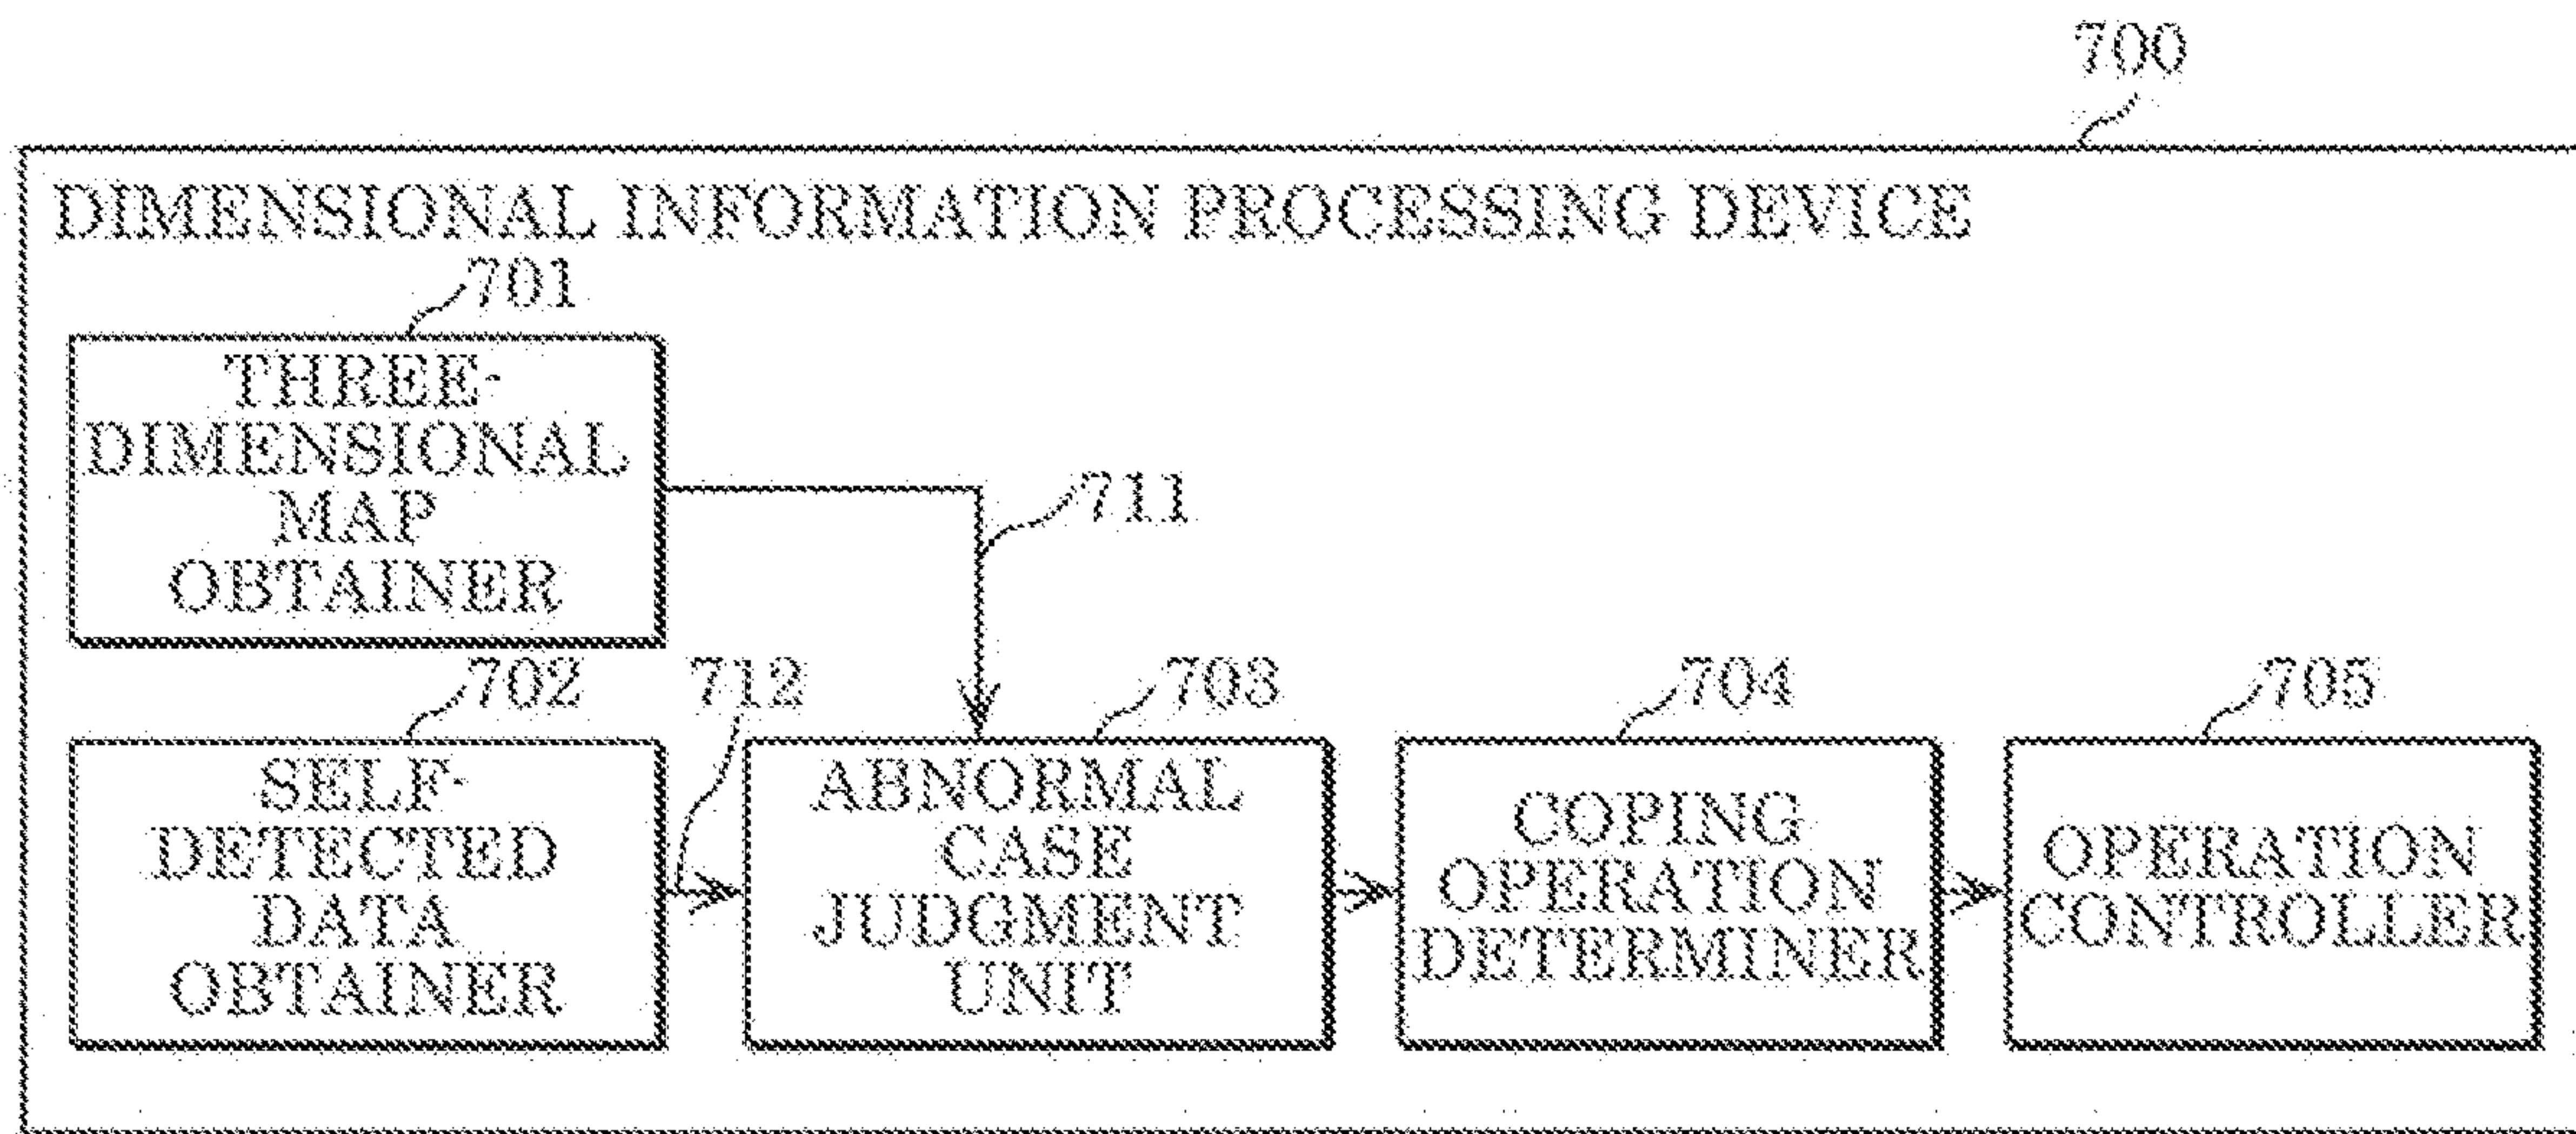 700
DIMENSIONAL INFORMATION PROCESSING DEVICE
701
THREE-
DIMENSIONAL
MAP
OBTAINER
711
702
712
703
704
705
SELF-
DETECTED
DATA
OBTAINER
ABNORMAL
CASE
JUDGMENT
UNIT
COPING
OPERATION
DETERMINER
OPERATION
CONTROLLER